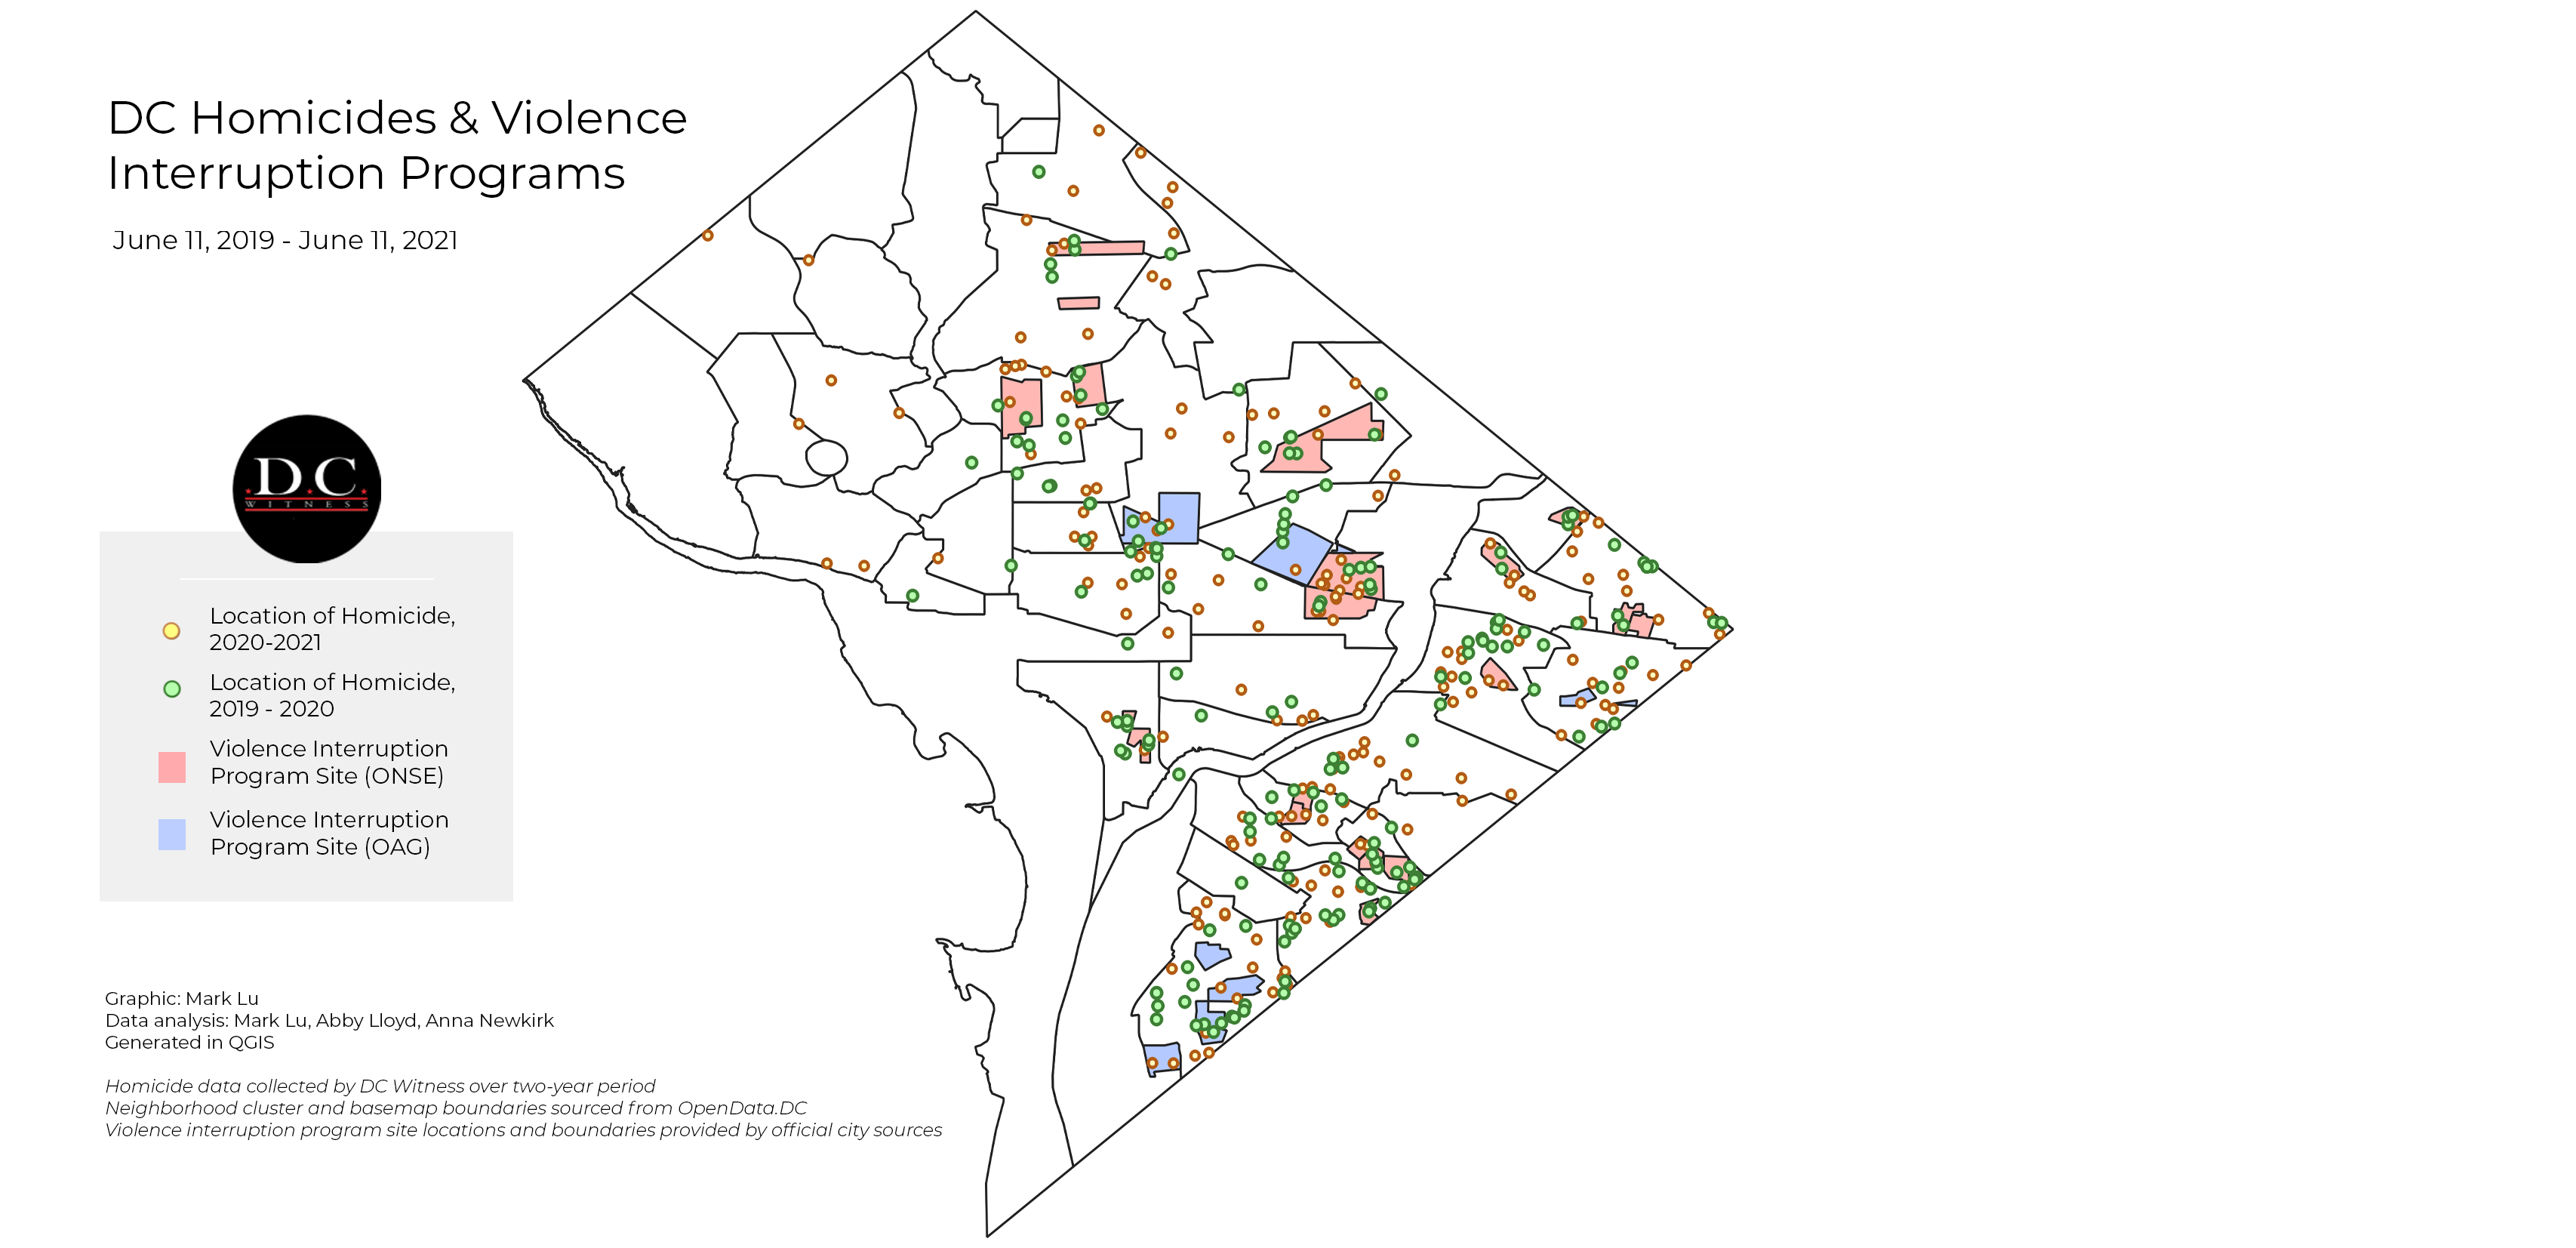 DC Homicides & Violence
Interruption Programs
June 11, 2019 - June 11, 2021
D.C.
WITNESS
Location of Homicide,
2020-2021
Location of Homicide,
2019 - 2020
Violence Interruption
Program Site (ONSE)
Violence Interruption
Program Site (OAG)
Graphic: Mark Lu
Data analysis: Mark Lu, Abby Lloyd, Anna Newkirk
Generated in QGIS
Homicide data collected by DC Witness over two-year period
Neighborhood cluster and basemap boundaries sourced from OpenData.DC
Violence interruption program site locations and boundaries provided by official city sources